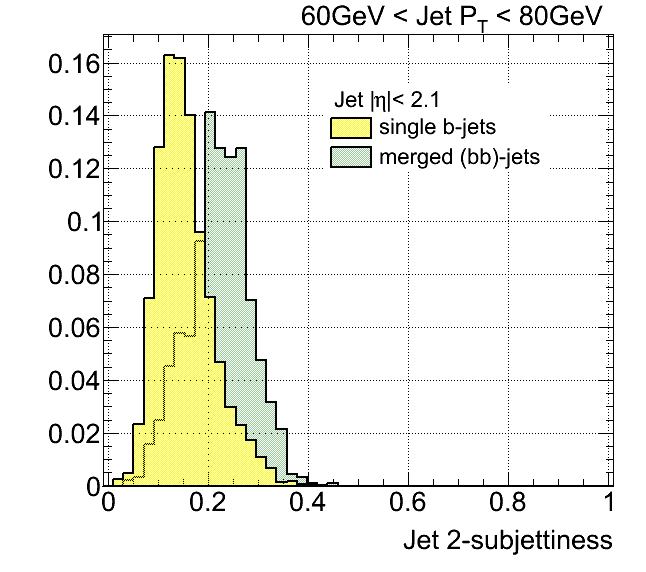 60GeV < Jet P_T < 80GeV
Jet |η|< 2.1
single b-jets
merged (bb)-jets
0.16
0.14
0.12
0.1
0.08
0.06
0.04
0.02
0
0 0.2 0.4 0.6 0.8 1
Jet 2-subjettiness